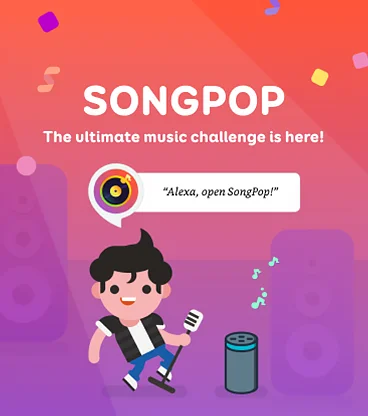 SONGPOP
The ultimate music challenge is here!
“Alexa, open SongPop!”